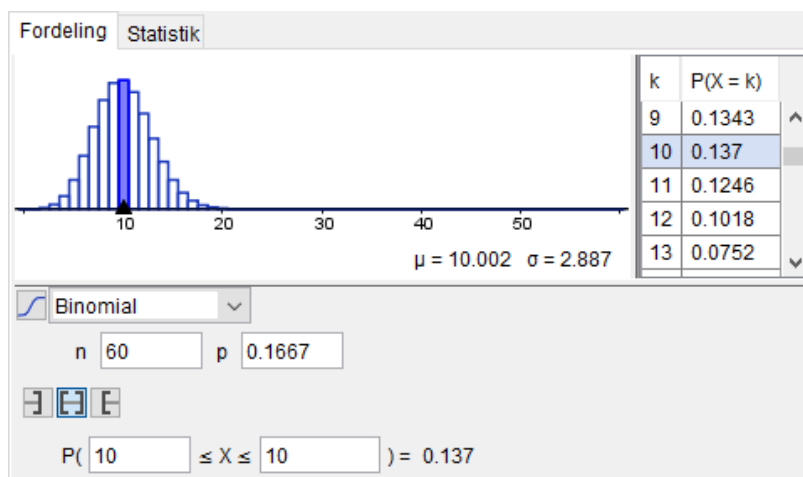 Fordeling Statistik
k P(X = k)
9 0.1343
10 0.137
11 0.1246
12 0.1018
13 0.0752
10 20 30 40 50
μ = 10.002 σ = 2.887
Binomial
n 60 p 0.1667
P( 10 ≤ X ≤ 10 ) = 0.137